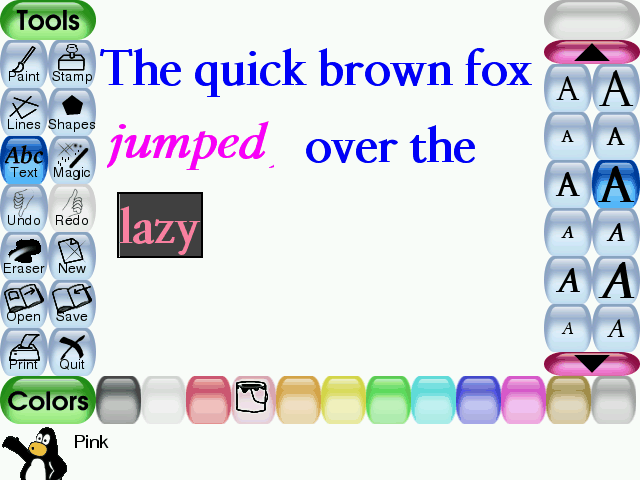 Tools
Paint Stamp
Lines Shapes
Abc
Text Magic
Undo Redo
Eraser New
Open Save
Print Quit
The quick brown fox
jumped, over the
lazy
A A
A A
A A
A A
A A
A A
Colors
Pink